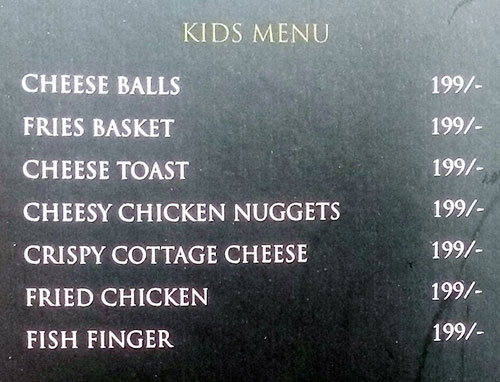 KIDS MENU
CHEESE BALLS 199/-
FRIES BASKET 199/-
CHEESE TOAST 199/-
CHEESY CHICKEN NUGGETS 199/-
CRISPY COTTAGE CHEESE 199/-
FRIED CHICKEN 199/-
FISH FINGER 199/-